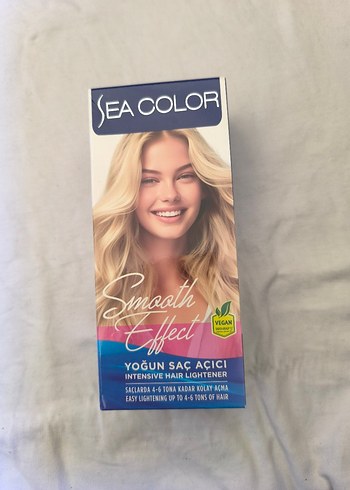 SEA COLOR
Smooth
Effect
VEGAN
YOĞUN SAÇ AÇICI
INTENSIVE HAIR LIGHTENER
SAÇLARDA 4-6 TONA KADAR KOLAY AÇMA
EASY LIGHTENING UP TO 4-6 TONS OF HAIR